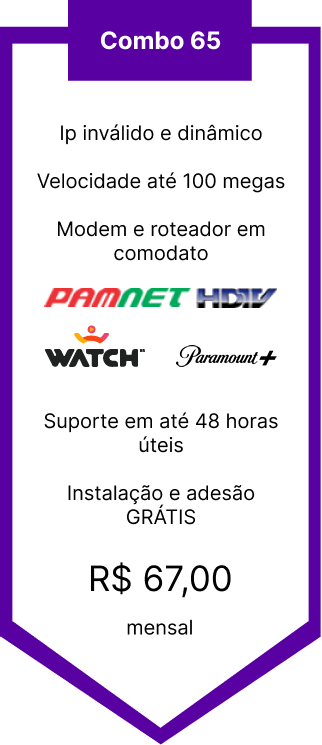 Combo 65
Ip inválido e dinâmico
Velocidade até 100 megas
Modem e roteador em
comodato
PAMNET HDTV
WATCH™ Paramount+
Suporte em até 48 horas
úteis
Instalação e adesão
GRÁTIS
R$ 67,00
mensal